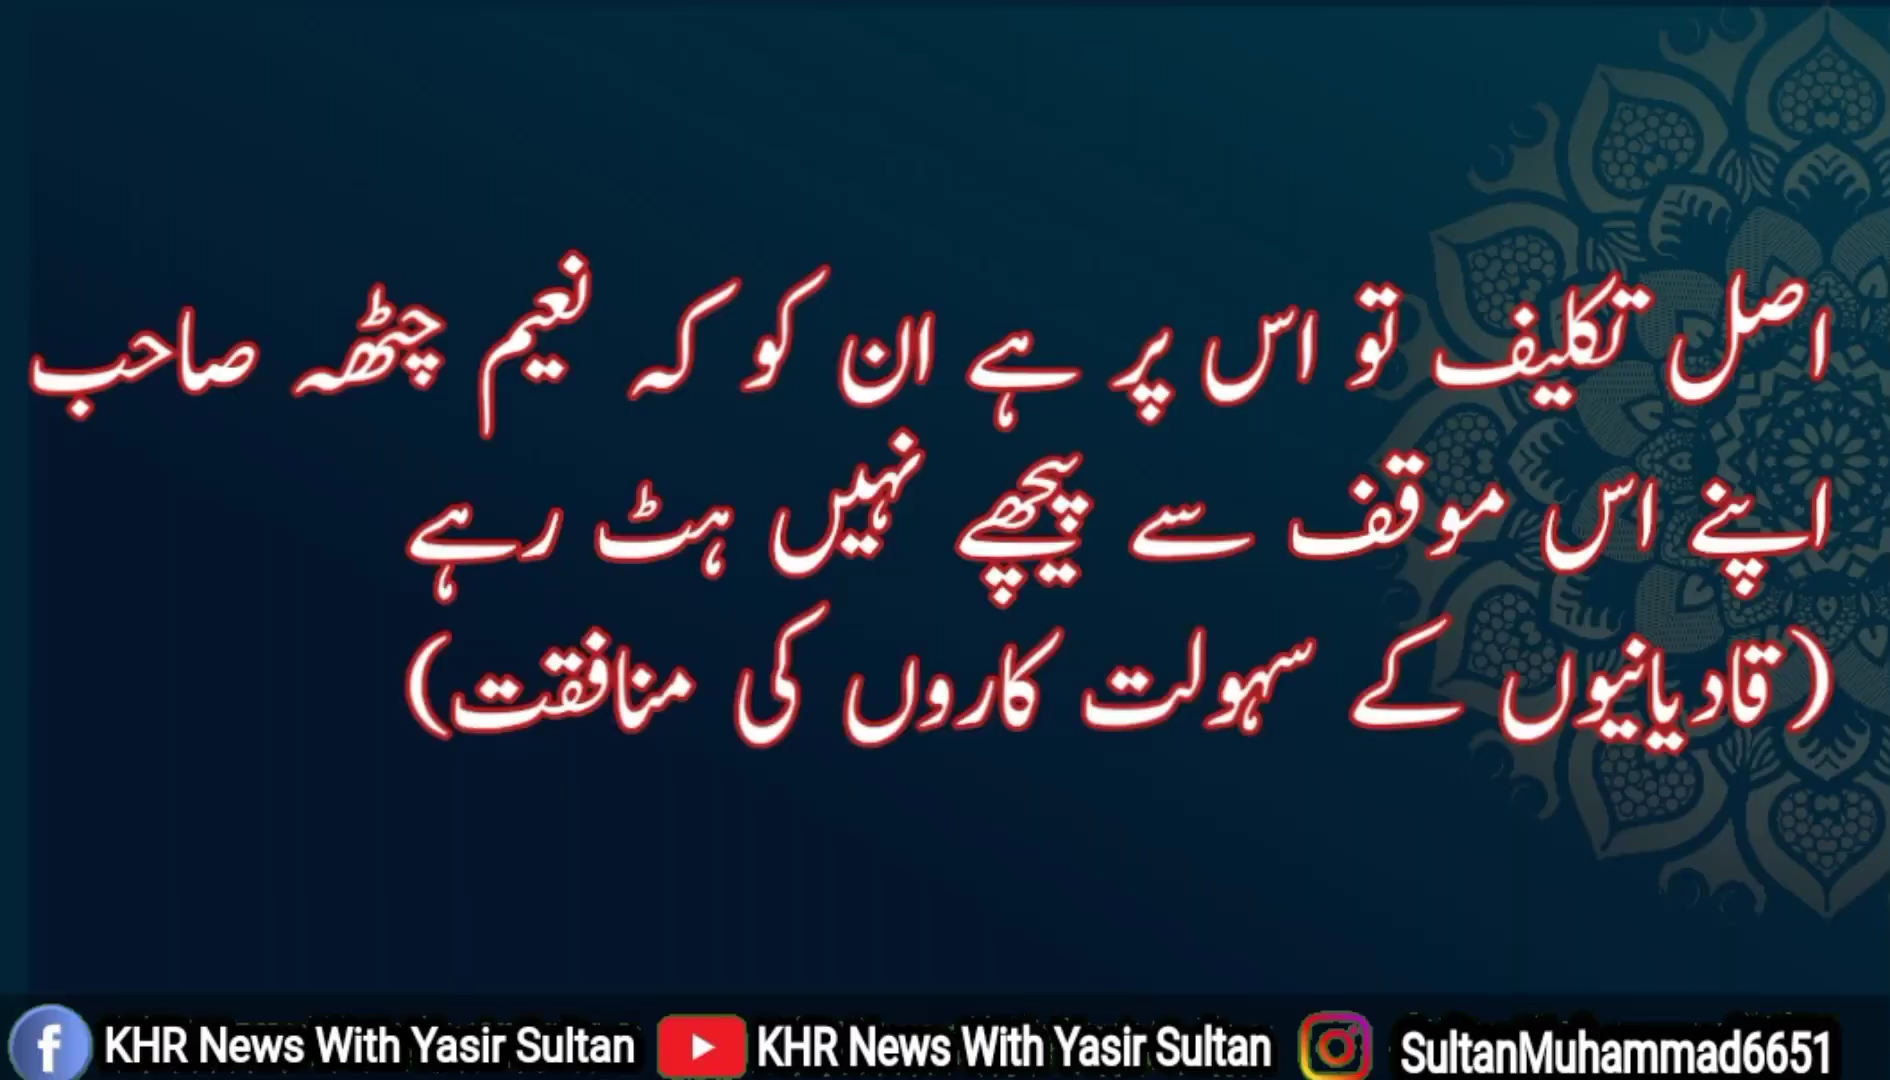 اصل تکلیف تو اس پر ہے ان کو کہ نعیم چٹھہ صاحب
اپنے اس موقف سے پیچھے نہیں ہٹ رہے
(قادیانیوں کے سہولت کاروں کی منافقت)
KHR News With Yasir Sultan KHR News With Yasir Sultan SultanMuhammad6651